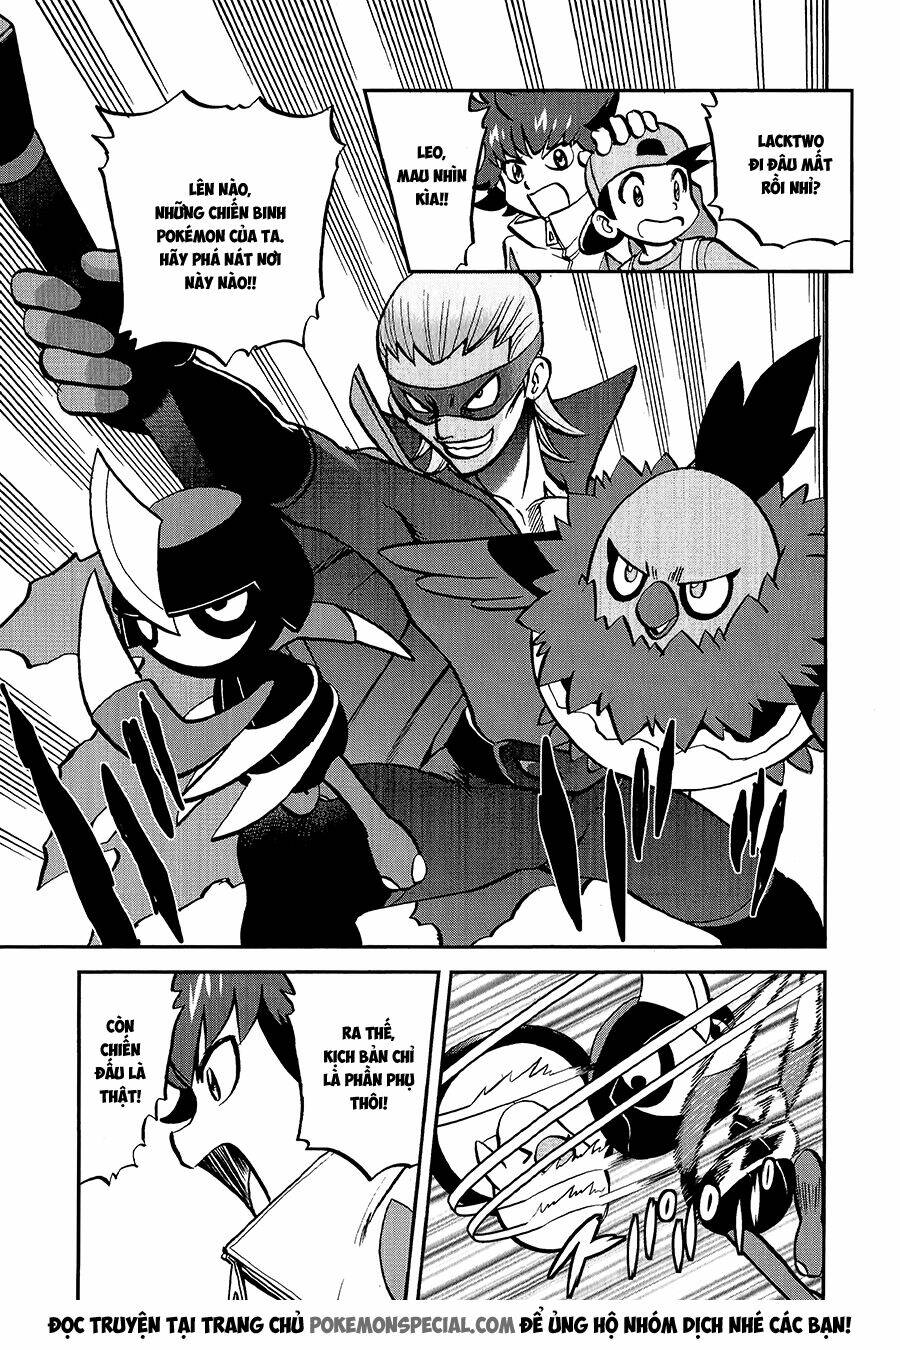 LACKTWO
ĐI ĐÂU MẤT
RỒI NHỈ?
LEO,
MAU NHÌN
KÌA!!
LÊN NÀO,
NHỮNG CHIẾN BINH
POKÉMON CỦA TA.
HÃY PHÁ NÁT NƠI
NÀY NÀO!!
RA THẾ,
KỊCH BẢN CHỈ
LÀ PHẦN PHỤ
THÔI!
CÒN
CHIẾN
ĐẤU LÀ
THẬT!
ĐỌC TRUYỆN TẠI TRANG CHỦ POKEMONSPECIAL.COM ĐỂ ỦNG HỘ NHÓM DỊCH NHÉ CÁC BẠN!